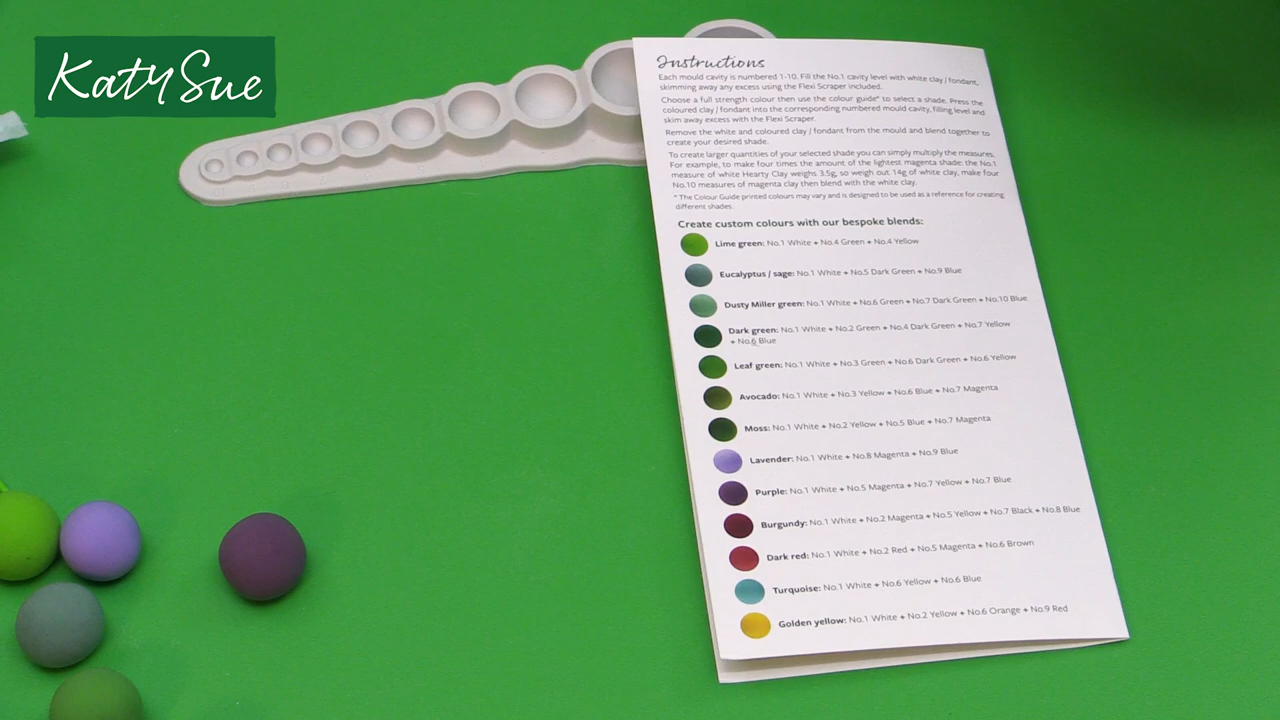 Katy Sue
Instructions
Each mould cavity is numbered 1-10. Fill the No.1 cavity level with white clay / fondant,
skimming away any excess using the Flexi Scraper included.
Choose a full strength colour then use the colour guide* to select a shade. Press the
coloured clay / fondant into the corresponding numbered mould cavity, filling level and
skim away excess with the Flexi Scraper.
Remove the white and coloured clay / fondant from the mould and blend together to
create your desired shade.
To create larger quantities of your selected shade you can simply multiply the measures.
For example, to make four times the amount of the lightest magenta shade: the No.1
measure of white Hearty Clay weighs 3.5g, so weigh out 14g of white clay, make four
No.10 measures of magenta clay then blend with the white clay.
* The Colour Guide printed colours may vary and is designed to be used as a reference for creating
different shades.
Create custom colours with our bespoke blends:
Lime green: No.1 White + No.4 Green + No.4 Yellow
Eucalyptus / sage: No.1 White + No.5 Dark Green + No.9 Blue
Dusty Miller green: No.1 White + No.6 Green + No.7 Dark Green + No.10 Blue
Dark green: No.1 White + No.2 Green + No.4 Dark Green + No.7 Yellow
+ No.6 Blue
Leaf green: No.1 White + No.3 Green + No.6 Dark Green + No.6 Yellow
Avocado: No.1 White + No.3 Yellow + No.6 Blue + No.7 Magenta
Moss: No.1 White + No.2 Yellow + No.5 Blue + No.7 Magenta
Lavender: No.1 White + No.8 Magenta + No.9 Blue
Purple: No.1 White + No.5 Magenta + No.7 Yellow + No.7 Blue
Burgundy: No.1 White + No.2 Magenta + No.5 Yellow + No.7 Black + No.8 Blue
Dark red: No.1 White + No.2 Red + No.5 Magenta + No.6 Brown
Turquoise: No.1 White + No.6 Yellow + No.6 Blue
Golden yellow: No.1 White + No.2 Yellow + No.6 Orange + No.9 Red